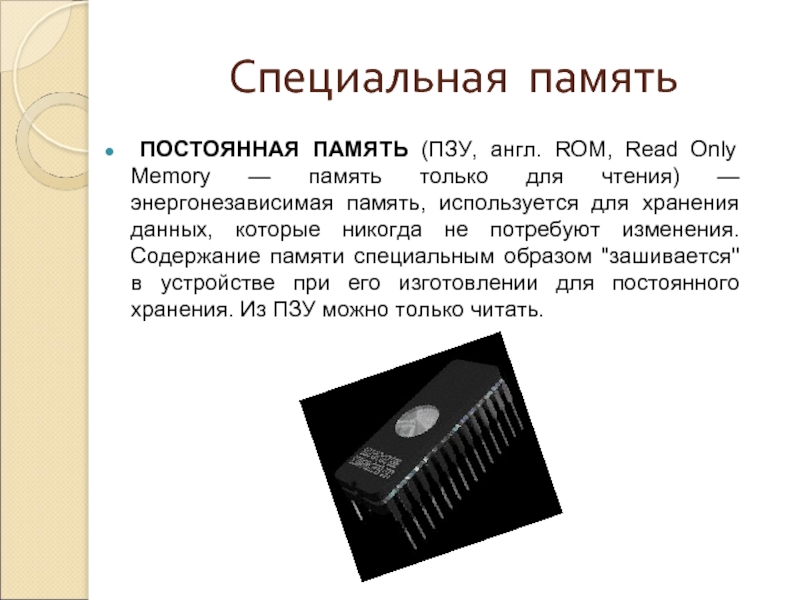 Специальная память
ПОСТОЯННАЯ ПАМЯТЬ (ПЗУ, англ. ROM, Read Only
Memory — память только для чтения) —
энергонезависимая память, используется для хранения
данных, которые никогда не потребуют изменения.
Содержание памяти специальным образом "зашивается"
в устройстве при его изготовлении для постоянного
хранения. Из ПЗУ можно только читать.